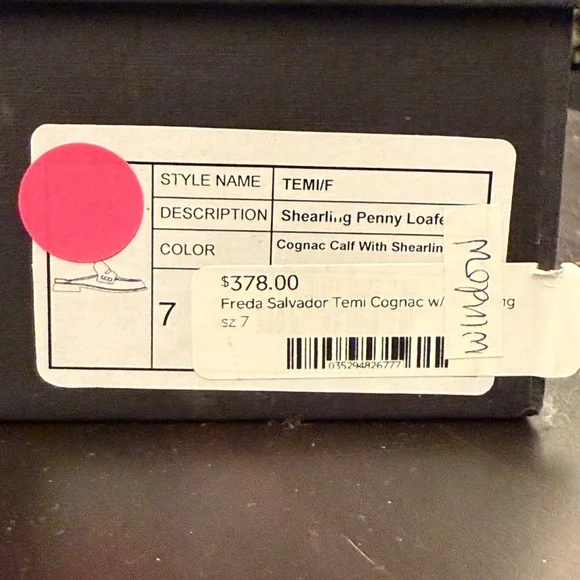 STYLE NAME TEMI/F
DESCRIPTION Shearling Penny Loafe
COLOR Cognac Calf With Shearlin
7
$378.00
Freda Salvador Temi Cognac w/ ng
sz 7
035294826777
WINDOW